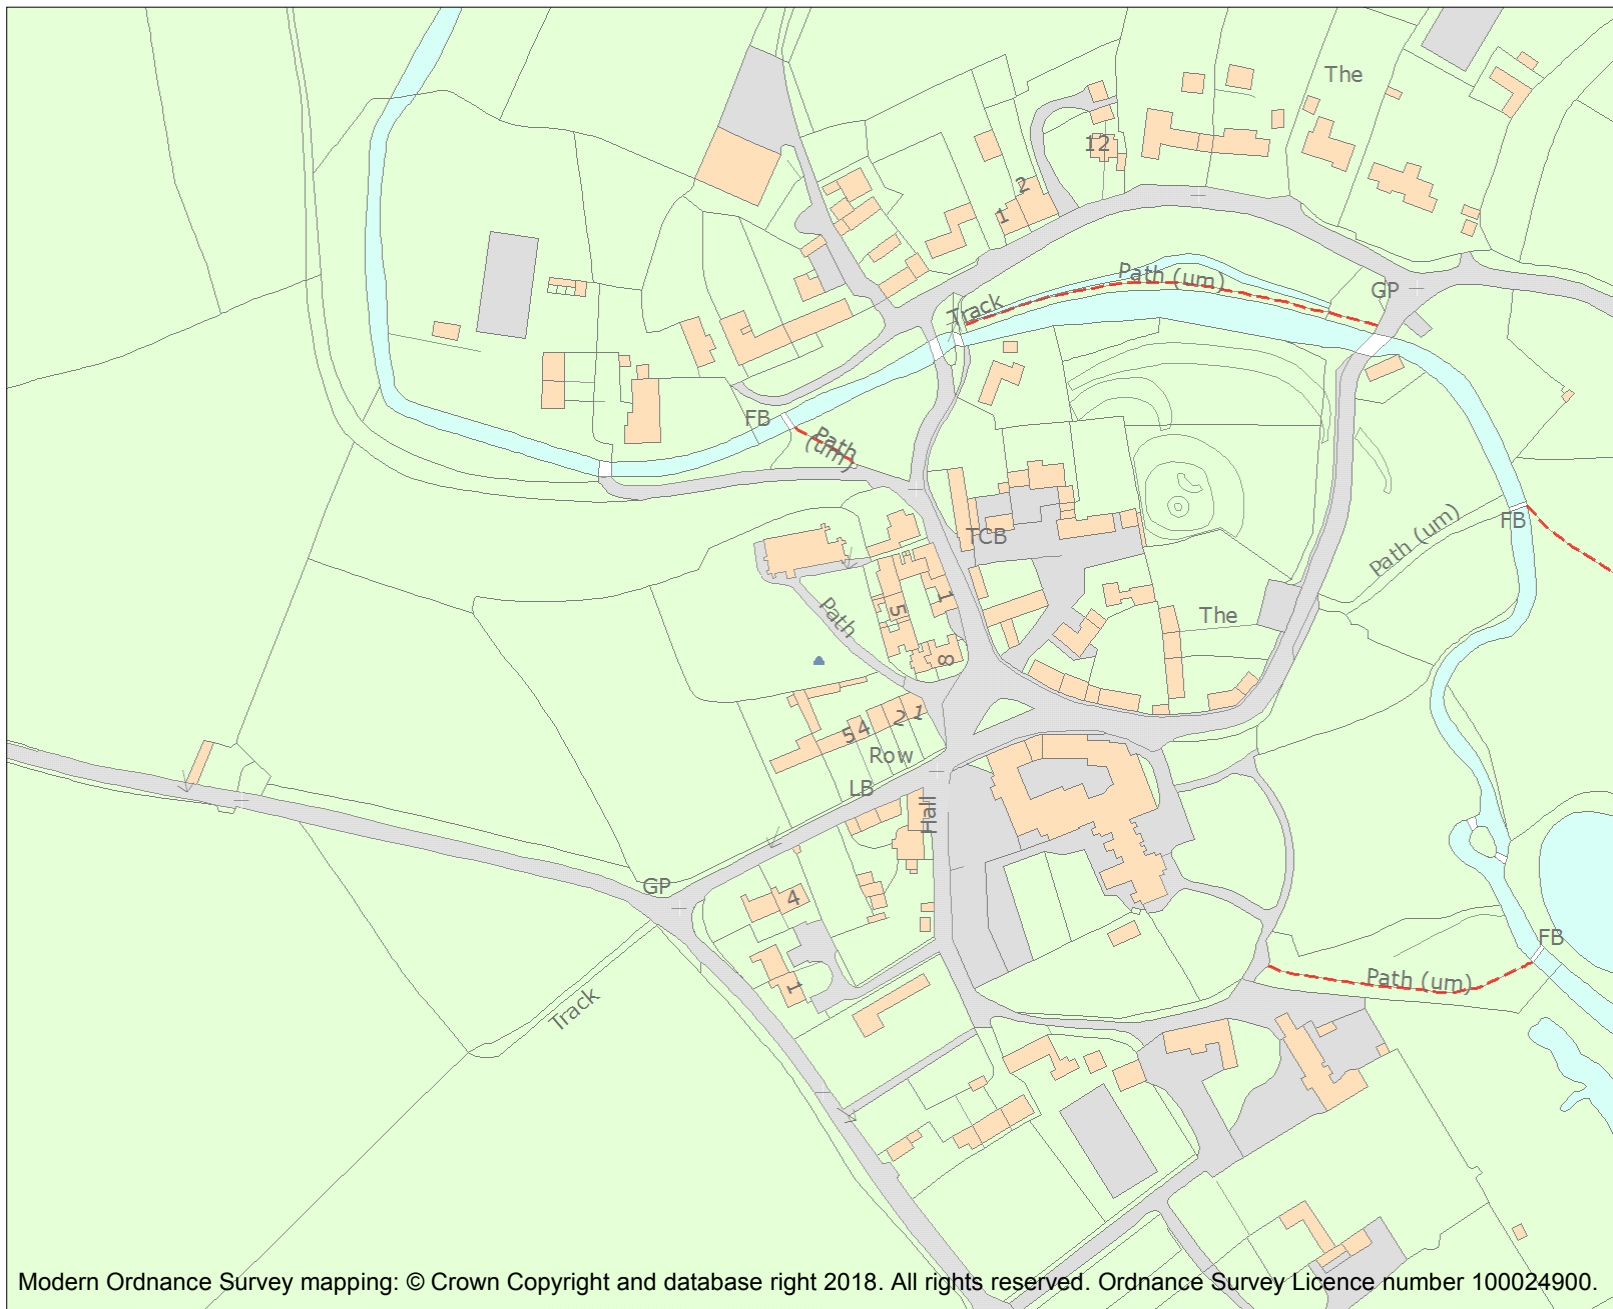 The
12
2
1
Path (um)
GP
Track
FB
Path
(um)
TCB
FB
Path (um)
1
5
Path
The
8
1
2
4
5
Row
LB
Hall
GP
4
FB
Path (um)
1
Track
Modern Ordnance Survey mapping: © Crown Copyright and database right 2018. All rights reserved. Ordnance Survey Licence number 100024900.